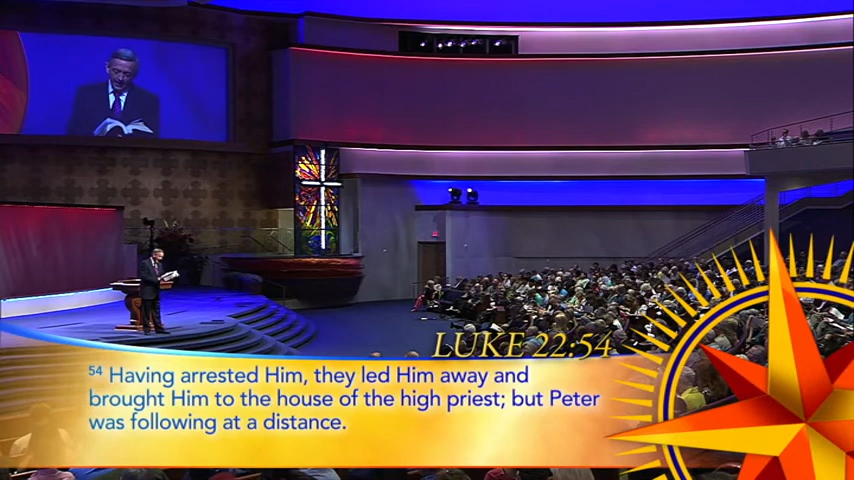 LUKE 22:54
54 Having arrested Him, they led Him away and
brought Him to the house of the high priest; but Peter
was following at a distance.